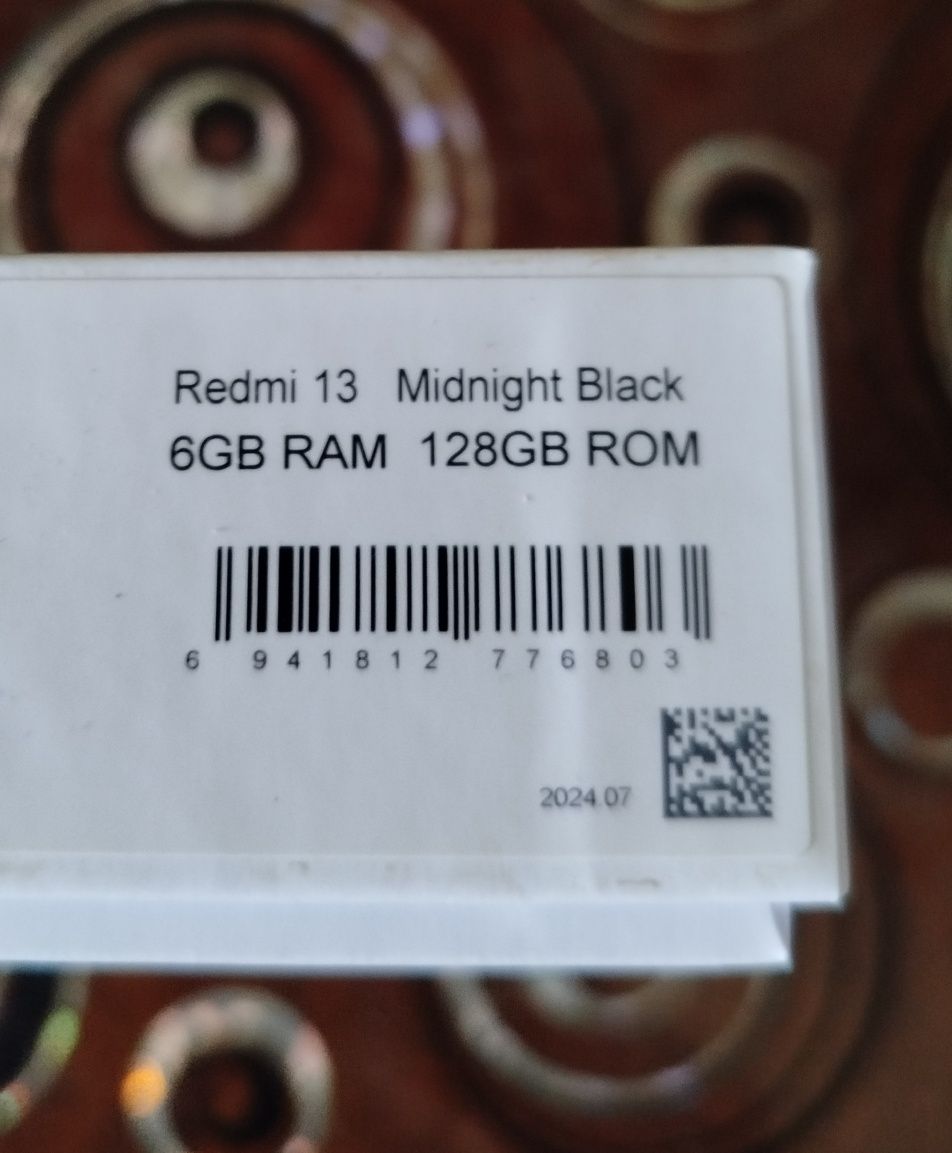 Redmi 13 Midnight Black
6GB RAM 128GB ROM
6 941812 776803
2024.07